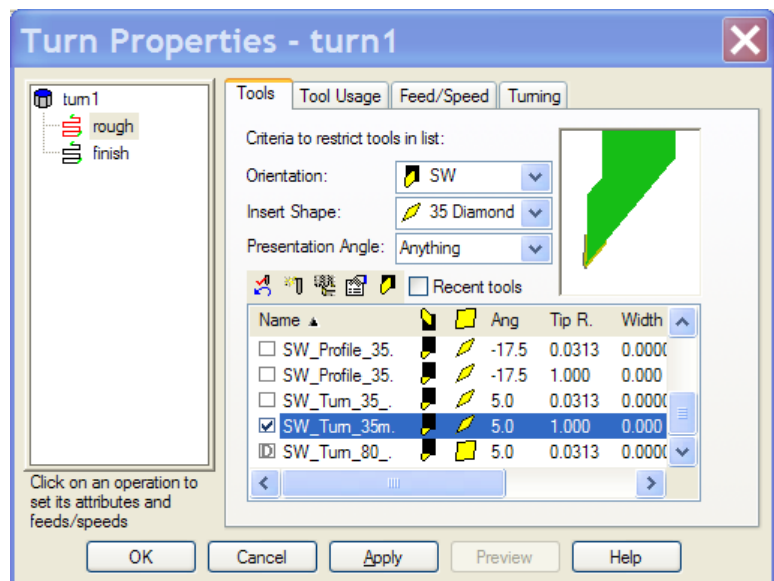 Turn Properties - turn1
turn1
rough
finish
Click on an operation to
set its attributes and
feeds/speeds
Tools Tool Usage Feed/Speed Turning
Criteria to restrict tools in list:
Orientation: SW
Insert Shape: 35 Diamond
Presentation Angle: Anything
Recent tools
Name Ang Tip R. Width
SW_Profile_35. -17.5 0.0313 0.0000
SW_Profile_35. -17.5 1.000 0.000
SW_Turn_35_. 5.0 0.0313 0.0000
SW_Turn_35m. 5.0 1.000 0.000
D SW_Turn_80_. 5.0 0.0313 0.0000
OK Cancel Apply Preview Help